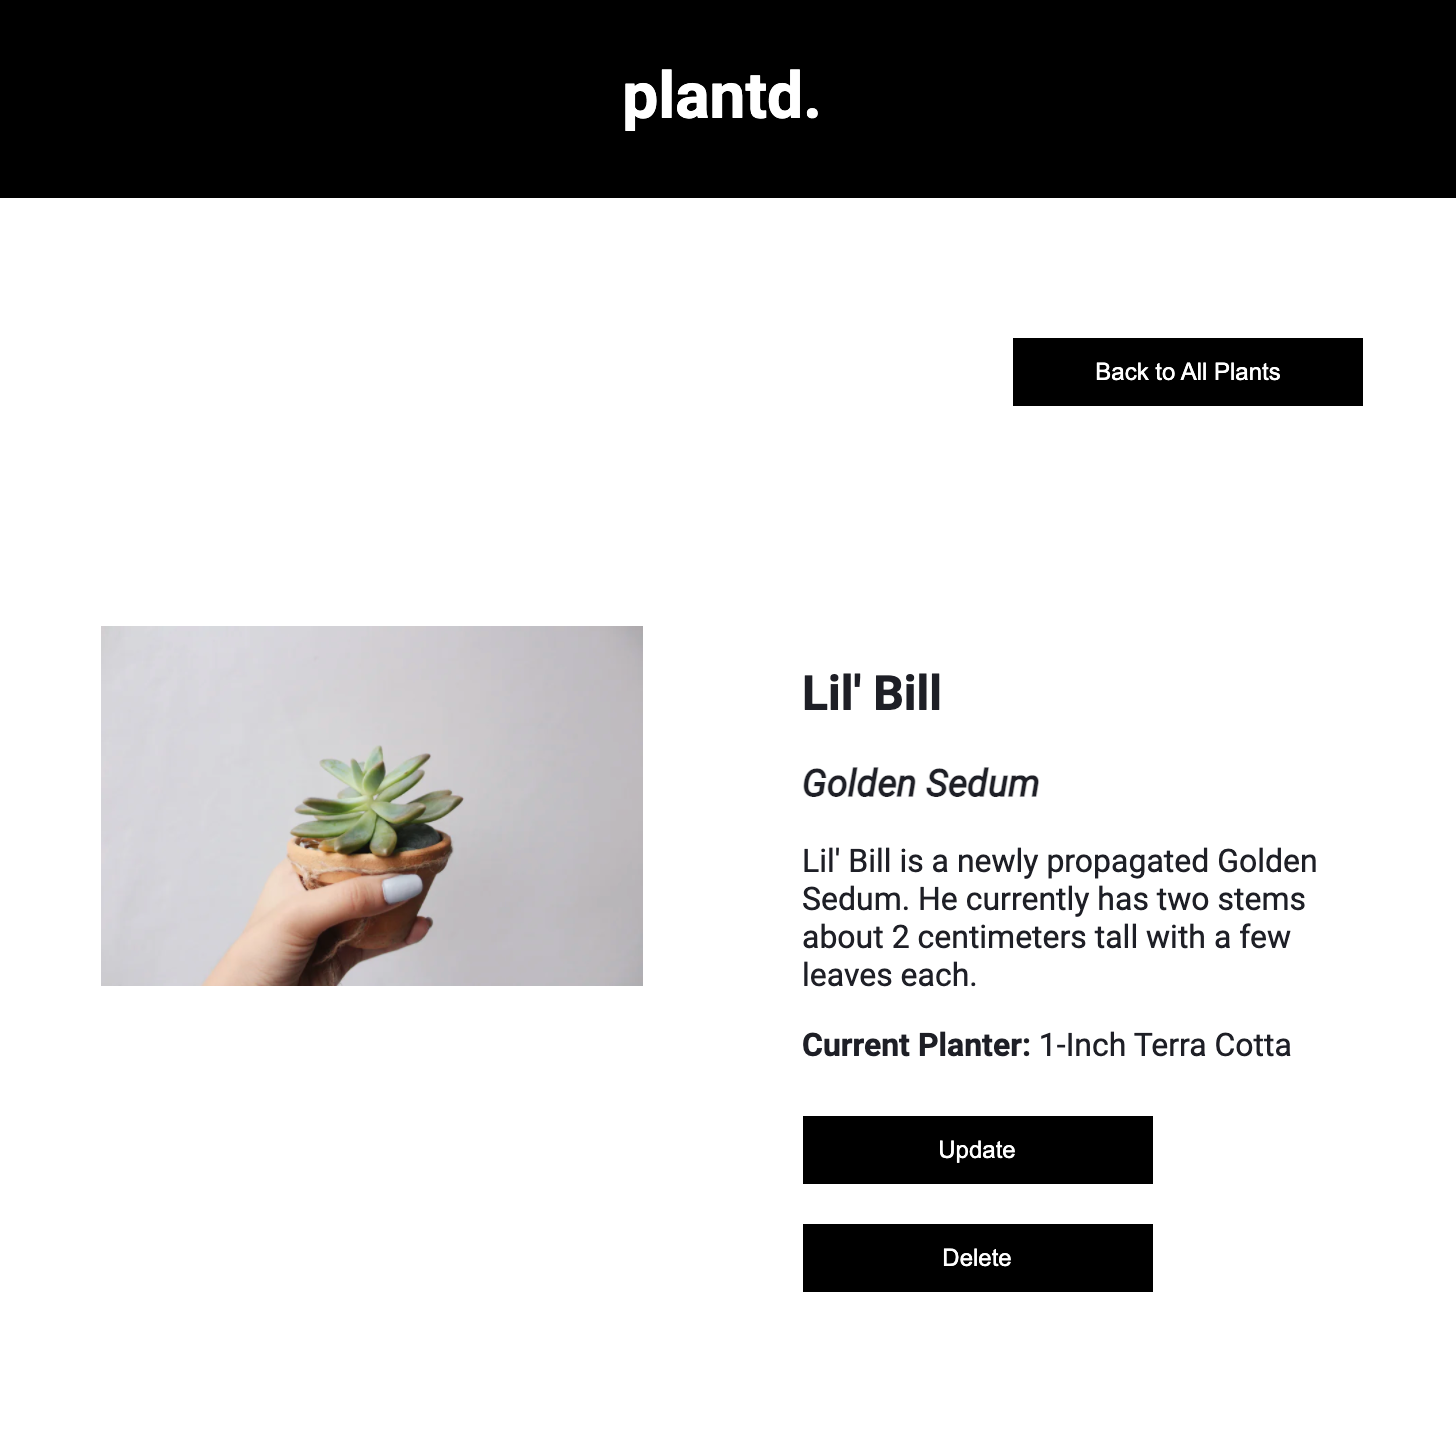 plantd.
Back to All Plants
Lil' Bill
Golden Sedum
Lil' Bill is a newly propagated Golden
Sedum. He currently has two stems
about 2 centimeters tall with a few
leaves each.
Current Planter: 1-Inch Terra Cotta
Update
Delete